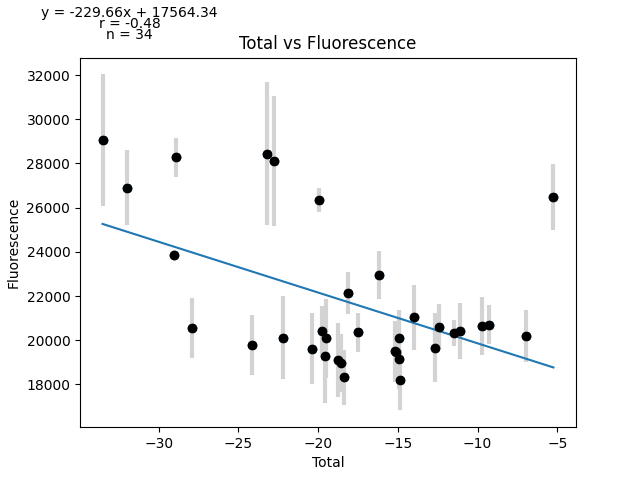 y = -229.66x + 17564.34
r = -0.48
n = 34
Total vs Fluorescence
32000
30000
28000
26000
24000
22000
20000
18000
Fluorescence
−30 −25 −20 −15 −10 −5
Total